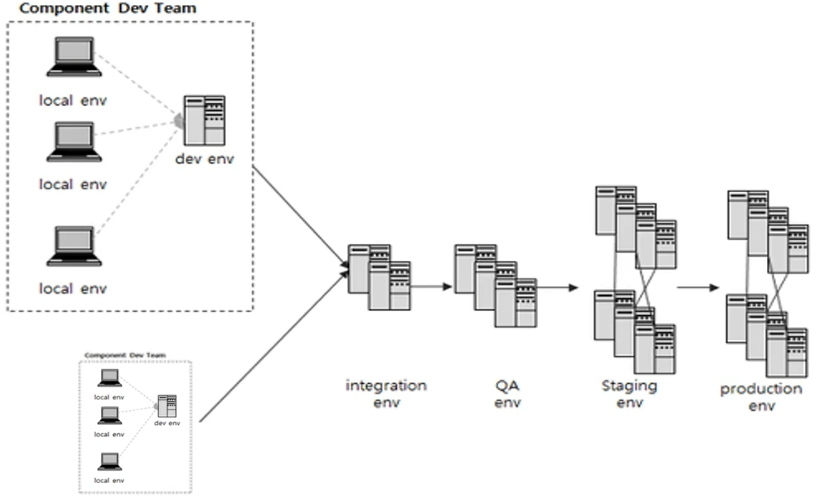 Component Dev Team
local env
local env
dev env
local env
Component Dev Team
local env
local env
dev env
local env
integration
env
QA
env
Staging
env
production
env